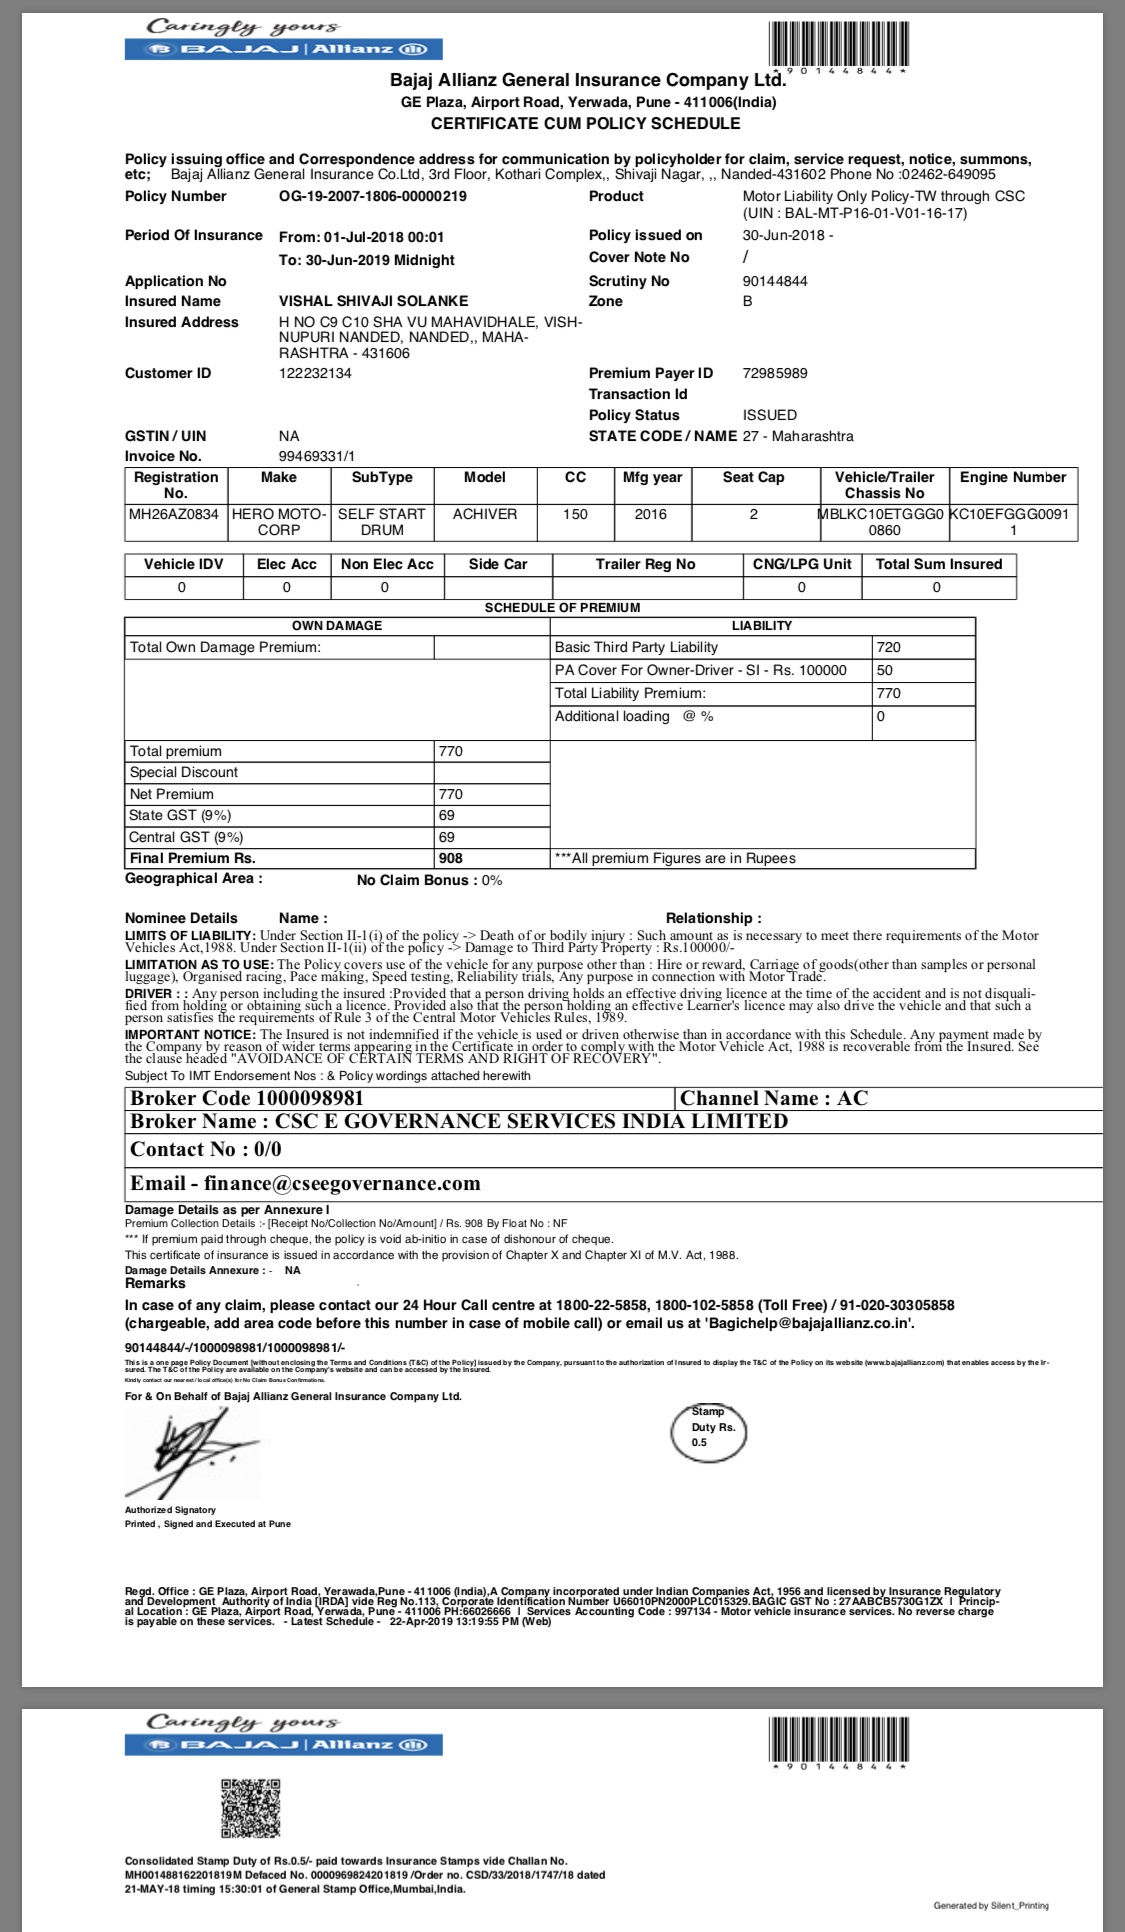 Caringly yours
BAJAJ | Allianz
*90144844*
Bajaj Allianz General Insurance Company Ltd.
GE Plaza, Airport Road, Yerwada, Pune - 411006(India)
CERTIFICATE CUM POLICY SCHEDULE
Policy issuing office and Correspondence address for communication by policyholder for claim, service request, notice, summons,
etc; Bajaj Allianz General Insurance Co.Ltd, 3rd Floor, Kothari Complex,, Shivaji Nagar, ,, Nanded-431602 Phone No :02462-649095
Policy Number OG-19-2007-1806-00000219 Product Motor Liability Only Policy-TW through CSC
(UIN : BAL-MT-P16-01-V01-16-17)
Period Of Insurance From: 01-Jul-2018 00:01 Policy issued on 30-Jun-2018 -
To: 30-Jun-2019 Midnight Cover Note No /
Application No Scrutiny No 90144844
Insured Name VISHAL SHIVAJI SOLANKE Zone B
Insured Address H NO C9 C10 SHA VU MAHAVIDHALE, VISH-
NUPURI NANDED, NANDED,, MAHA-
RASHTRA - 431606
Customer ID 122232134 Premium Payer ID 72985989
Transaction Id
Policy Status ISSUED
GSTIN / UIN NA STATE CODE / NAME 27 - Maharashtra
Invoice No. 99469331/1
Registration No. Make SubType Model CC Mfg year Seat Cap Vehicle/Trailer Chassis No Engine Number
MH26AZ0834 HERO MOTO-CORP SELF START DRUM ACHIVER 150 2016 2 MBLKC10ETGGG00860 KC10EFGGG00911
Vehicle IDV Elec Acc Non Elec Acc Side Car Trailer Reg No CNG/LPG Unit Total Sum Insured
0 0 0 0 0
SCHEDULE OF PREMIUM
OWN DAMAGE LIABILITY
Total Own Damage Premium: Basic Third Party Liability 720
PA Cover For Owner-Driver - SI - Rs. 100000 50
Total Liability Premium: 770
Additional loading @ % 0
Total premium 770
Special Discount
Net Premium 770
State GST (9%) 69
Central GST (9%) 69
Final Premium Rs. 908 ***All premium Figures are in Rupees
Geographical Area : No Claim Bonus : 0%
Nominee Details Name : Relationship :
LIMITS OF LIABILITY: Under Section II-1(i) of the policy -> Death of or bodily injury : Such amount as is necessary to meet there requirements of the Motor
Vehicles Act,1988. Under Section II-1(ii) of the policy -> Damage to Third Party Property : Rs.100000/-
LIMITATION AS TO USE: The Policy covers use of the vehicle for any purpose other than : Hire or reward, Carriage of goods(other than samples or personal
luggage), Organised racing, Pace making, Speed testing, Reliability trials, Any purpose in connection with Motor Trade.
DRIVER : : Any person including the insured :Provided that a person driving holds an effective driving licence at the time of the accident and is not disquali-
fied from holding or obtaining such a licence. Provided also that the person holding an effective Learner's licence may also drive the vehicle and that such a
person satisfies the requirements of Rule 3 of the Central Motor Vehicles Rules, 1989.
IMPORTANT NOTICE: The Insured is not indemnified if the vehicle is used or driven otherwise than in accordance with this Schedule. Any payment made by
the Company by reason of wider terms appearing in the Certificate in order to comply with the Motor Vehicle Act, 1988 is recoverable from the Insured. See
the clause headed "AVOIDANCE OF CERTAIN TERMS AND RIGHT OF RECOVERY".
Subject To IMT Endorsement Nos : & Policy wordings attached herewith
Broker Code 1000098981 Channel Name : AC
Broker Name : CSC E GOVERNANCE SERVICES INDIA LIMITED
Contact No : 0/0
Email - finance@cseegovernance.com
Damage Details as per Annexure I
Premium Collection Details :- [Receipt No/Collection No/Amount] / Rs. 908 By Float No : NF
*** If premium paid through cheque, the policy is void ab-initio in case of dishonour of cheque.
This certificate of insurance is issued in accordance with the provision of Chapter X and Chapter XI of M.V. Act, 1988.
Damage Details Annexure : - NA
Remarks .
In case of any claim, please contact our 24 Hour Call centre at 1800-22-5858, 1800-102-5858 (Toll Free) / 91-020-30305858
(chargeable, add area code before this number in case of mobile call) or email us at 'Bagichelp@bajajallianz.co.in'.
90144844/-/1000098981/1000098981/-
This is a one page Policy Document [without enclosing the Terms and Conditions (T&C) of the Policy] issued by the Company, pursuant to the authorization of Insured to display the T&C of the Policy on its website (www.bajajallianz.com) that enables access by the Ir-
sured. The T&C of the Policy are available on the Company's website and can be accessed by the Insured.
Kindly contact our nearest / local office(s) for No Claim Bonus Confirmations.
For & On Behalf of Bajaj Allianz General Insurance Company Ltd.
Stamp
Duty Rs.
0.5
Authorized Signatory
Printed , Signed and Executed at Pune
Regd. Office : GE Plaza, Airport Road, Yerawada,Pune - 411006 (India),A Company incorporated under Indian Companies Act, 1956 and licensed by Insurance Regulatory
and Development Authority of India [IRDA] vide Reg No.113, Corporate Identification Number U66010PN2000PLC015329.BAGIC GST No : 27AABCB5730G1ZX | Princip-
al Location : GE Plaza, Airport Road, Yerwada, Pune - 411006 PH:66026666 | Services Accounting Code : 997134 - Motor vehicle insurance services. No reverse charge
is payable on these services. - Latest Schedule - 22-Apr-2019 13:19:55 PM (Web)
Caringly yours
BAJAJ | Allianz
*90144844*
Consolidated Stamp Duty of Rs.0.5/- paid towards Insurance Stamps vide Challan No.
MH001488162201819M Defaced No. 0000969824201819 /Order no. CSD/33/2018/1747/18 dated
21-MAY-18 timing 15:30:01 of General Stamp Office,Mumbai,India.
Generated by Silent_Printing